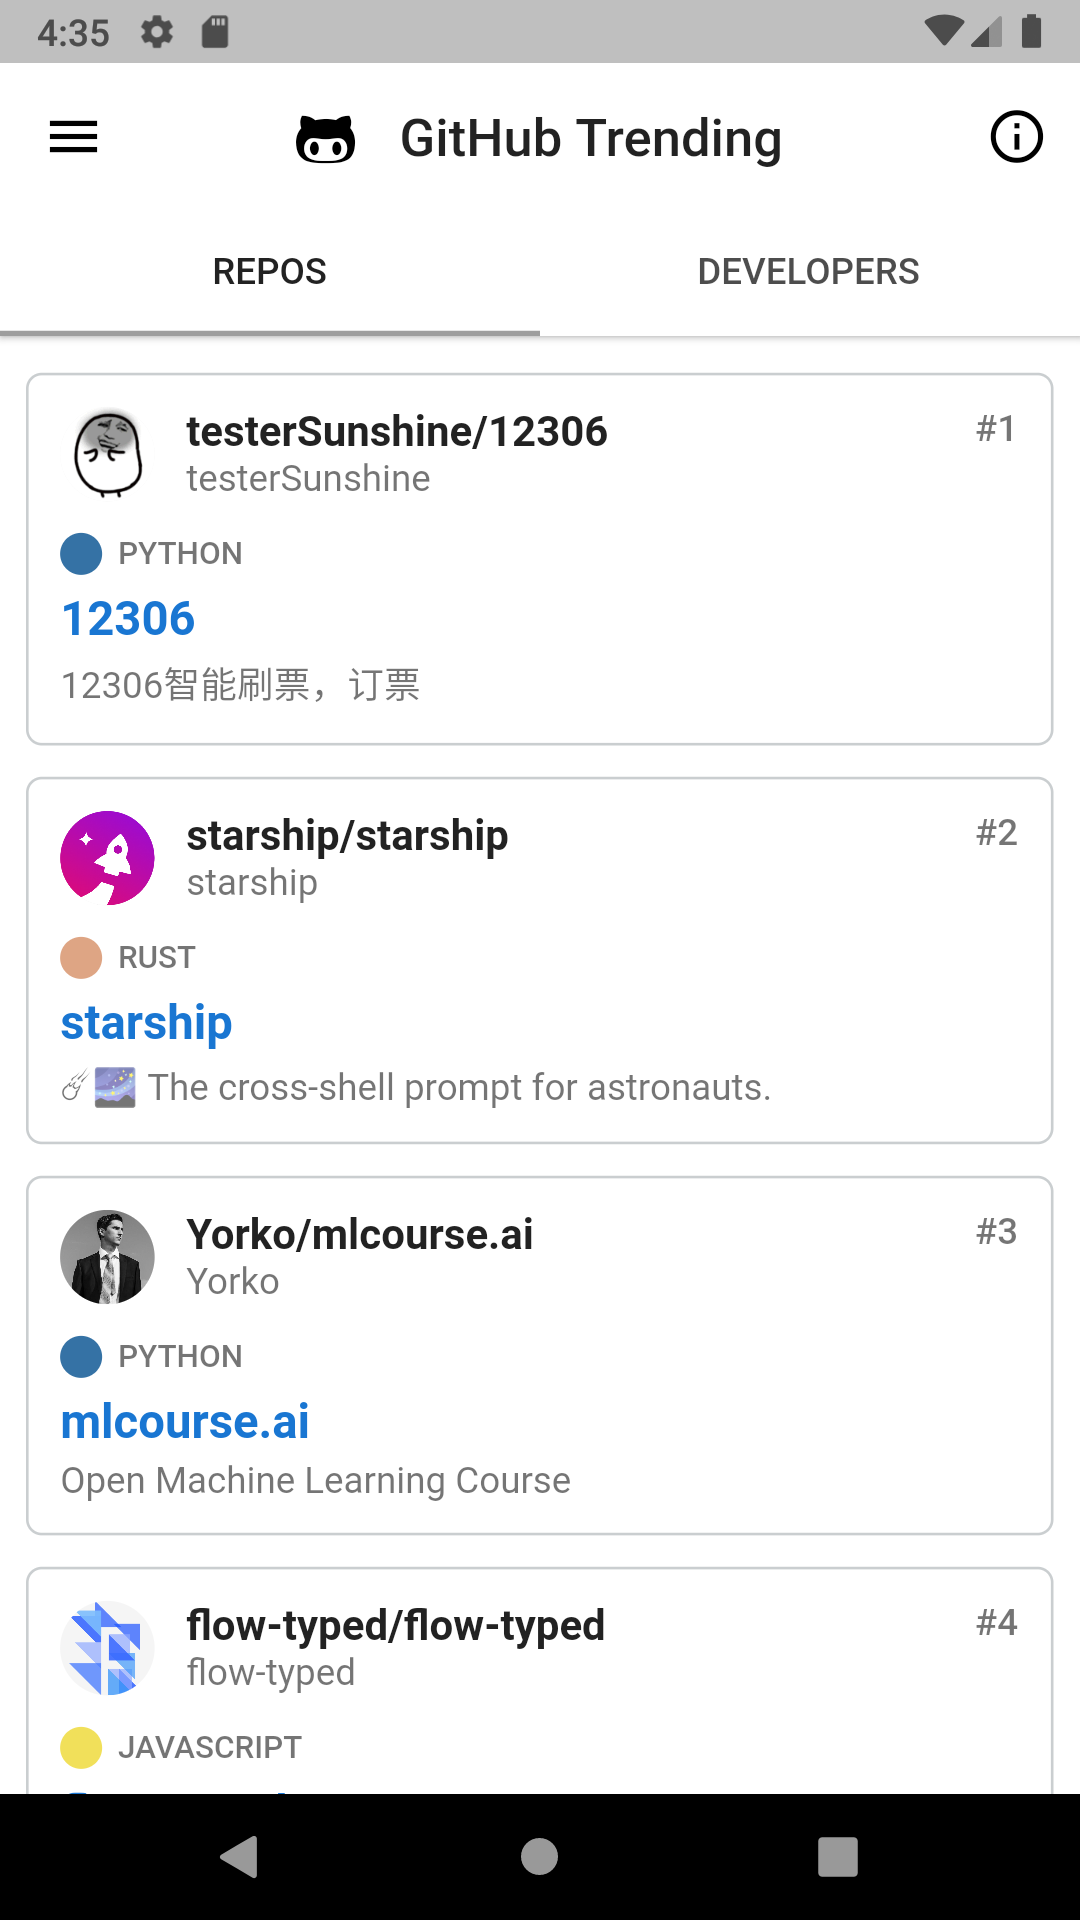 4:35
GitHub Trending
REPOS
DEVELOPERS
testerSunshine/12306
#1
testerSunshine
PYTHON
12306
12306智能刷票，订票
starship/starship
#2
starship
RUST
starship
☄🌌 The cross-shell prompt for astronauts.
Yorko/mlcourse.ai
#3
Yorko
PYTHON
mlcourse.ai
Open Machine Learning Course
flow-typed/flow-typed
#4
flow-typed
JAVASCRIPT